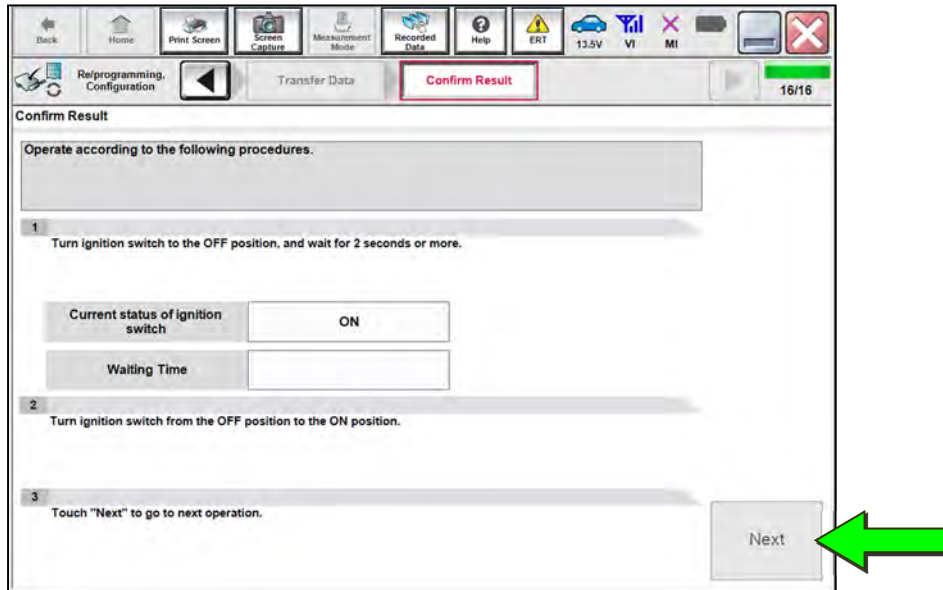 Back
Home
Print Screen
Screen
Capture
Measurement
Mode
Recorded
Data
Help
ERT
13.5V
VI
MI
Re/programming,
Configuration
Transfer Data
Confirm Result
16/16
Confirm Result
Operate according to the following procedures.
1
Turn ignition switch to the OFF position, and wait for 2 seconds or more.
Current status of ignition
switch
ON
Waiting Time
2
Turn ignition switch from the OFF position to the ON position.
3
Touch "Next" to go to next operation.
Next